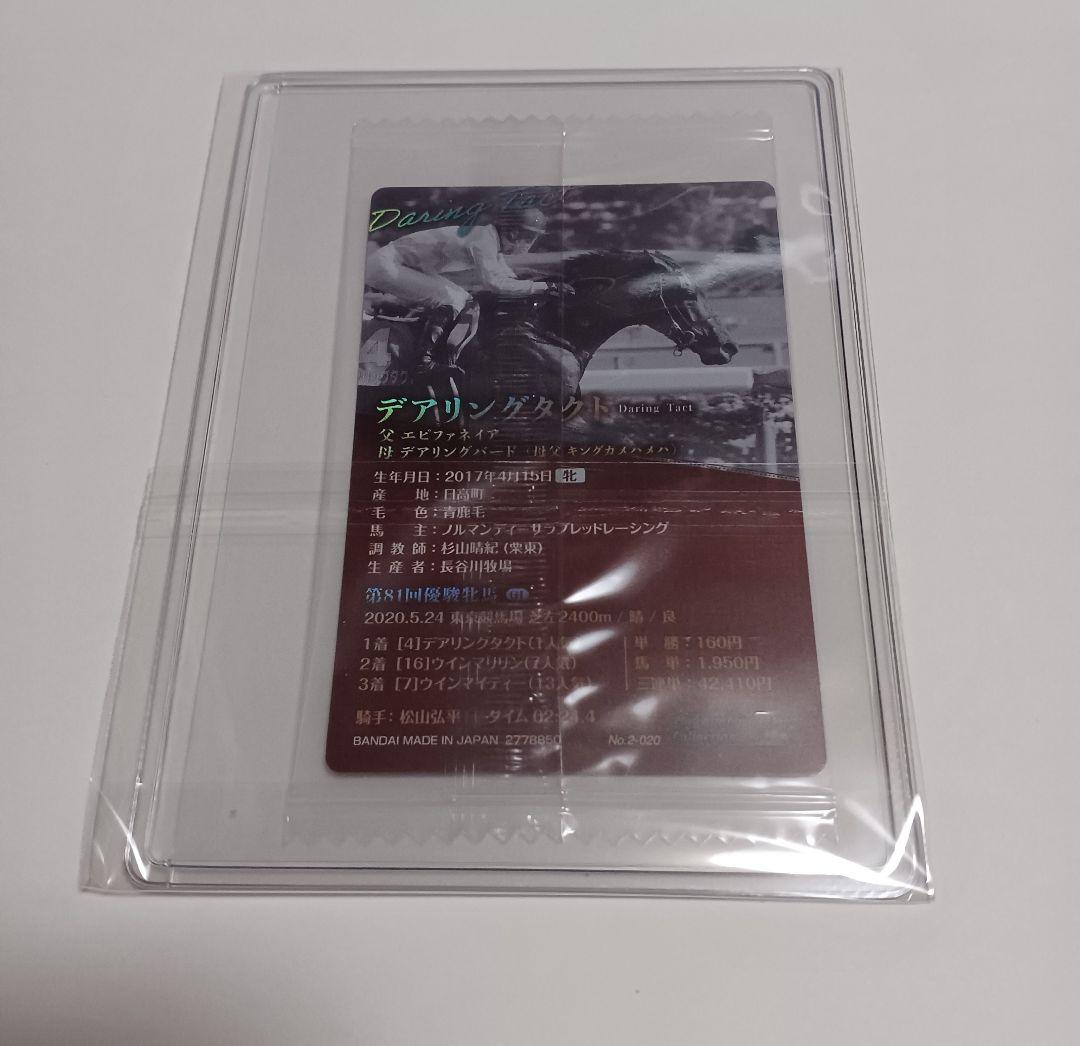 Daring Tact
4
デアリングタクト Daring Tact
父 エピファネイア
母 デアリングバード（母父 キングカメハメハ）
生年月日：2017年4月15日 牝
産 地：日高町
毛 色：青鹿毛
馬 主：ノルマンディーサラブレッドレーシング
調教師：杉山晴紀 (栗東)
生産者：長谷川牧場
第81回優駿牝馬 GI
2020.5.24 東京競馬場 芝左2400m / 晴 / 良
1着 [4]デアリングタクト(1人気) 単 勝：160円
2着 [16]ウインマリリン(7人気) 馬 単：1,950円
3着 [7]ウインマイティー(13人気) 三連単：42,410円
騎手：松山弘平 タイム 02:24.4
BANDAI MADE IN JAPAN 2778850 No.2-020 Collection